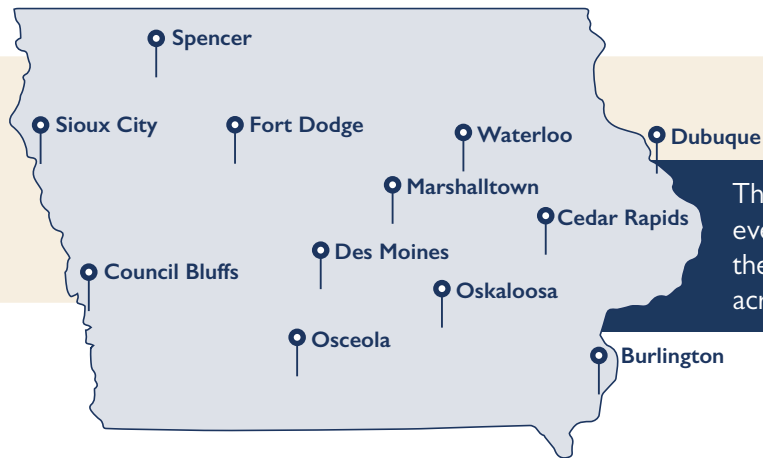 Spencer
Sioux City
Fort Dodge
Waterloo
Dubuque
Marshalltown
Cedar Rapids
Des Moines
Council Bluffs
Oskaloosa
Osceola
Burlington